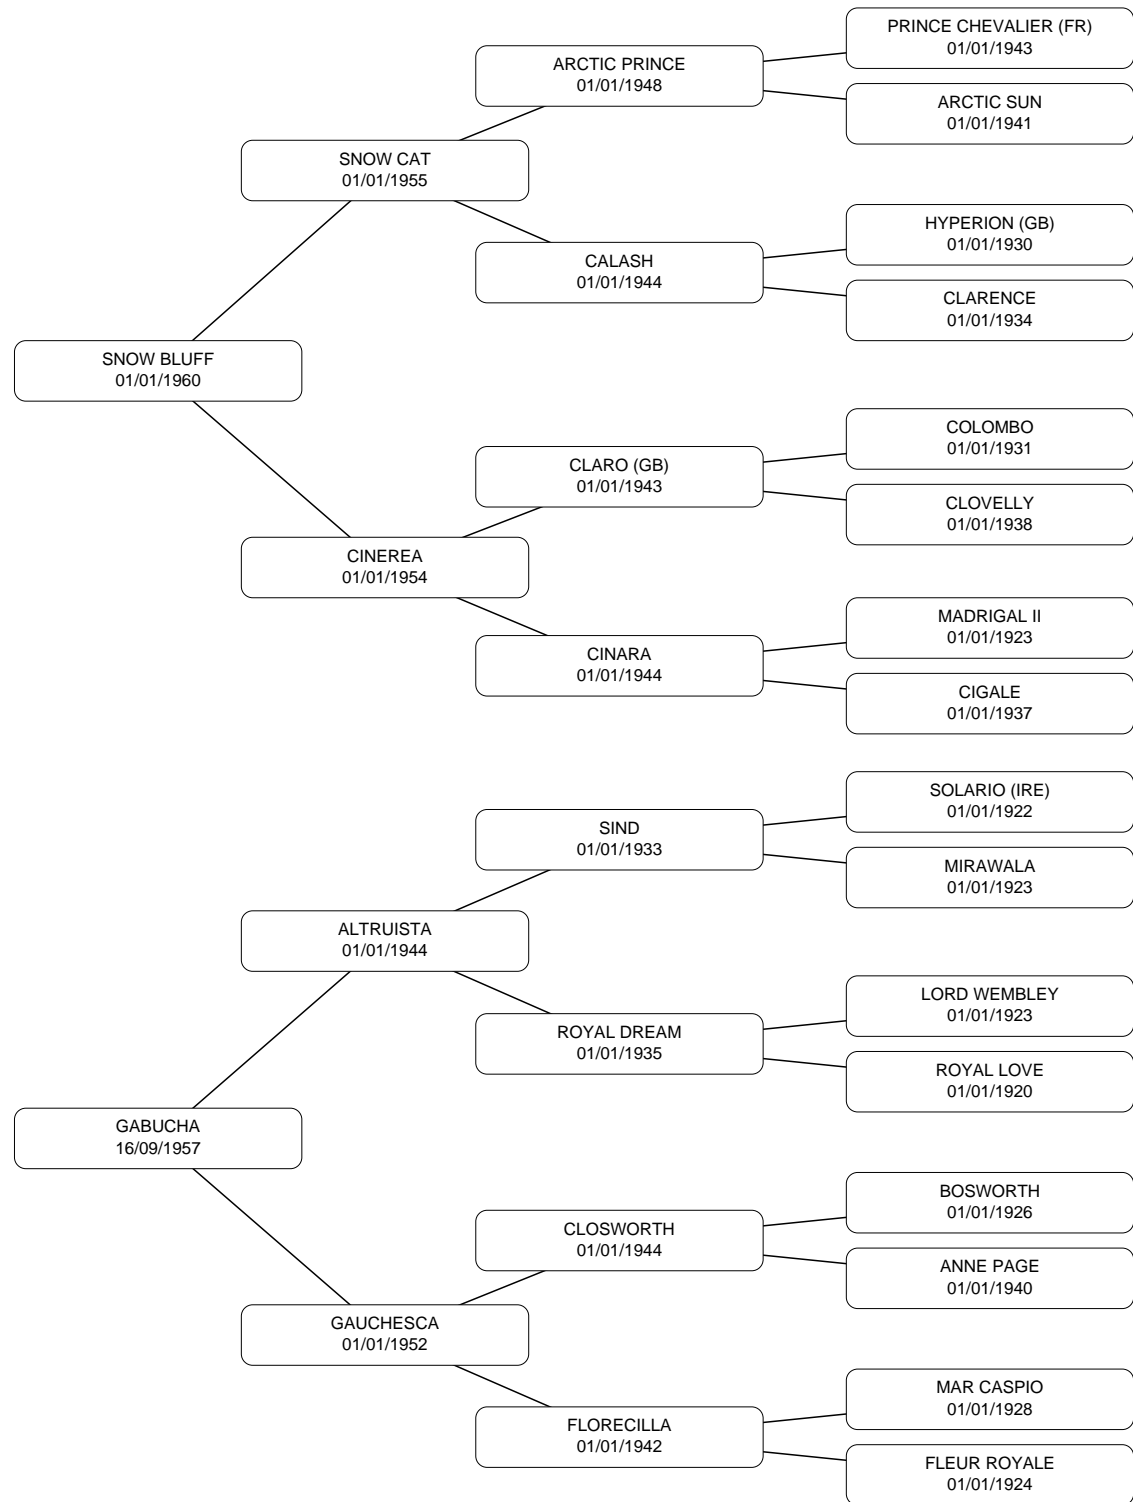 PRINCE CHEVALIER (FR)
01/01/1943
ARCTIC PRINCE
01/01/1948
ARCTIC SUN
01/01/1941
SNOW CAT
01/01/1955
HYPERION (GB)
01/01/1930
CALASH
01/01/1944
CLARENCE
01/01/1934
SNOW BLUFF
01/01/1960
COLOMBO
01/01/1931
CLARO (GB)
01/01/1943
CLOVELLY
01/01/1938
CINEREA
01/01/1954
MADRIGAL II
01/01/1923
CINARA
01/01/1944
CIGALE
01/01/1937
SOLARIO (IRE)
01/01/1922
SIND
01/01/1933
MIRAWALA
01/01/1923
ALTRUISTA
01/01/1944
LORD WEMBLEY
01/01/1923
ROYAL DREAM
01/01/1935
ROYAL LOVE
01/01/1920
GABUCHA
16/09/1957
BOSWORTH
01/01/1926
CLOSWORTH
01/01/1944
ANNE PAGE
01/01/1940
GAUCHESCA
01/01/1952
MAR CASPIO
01/01/1928
FLORECILLA
01/01/1942
FLEUR ROYALE
01/01/1924